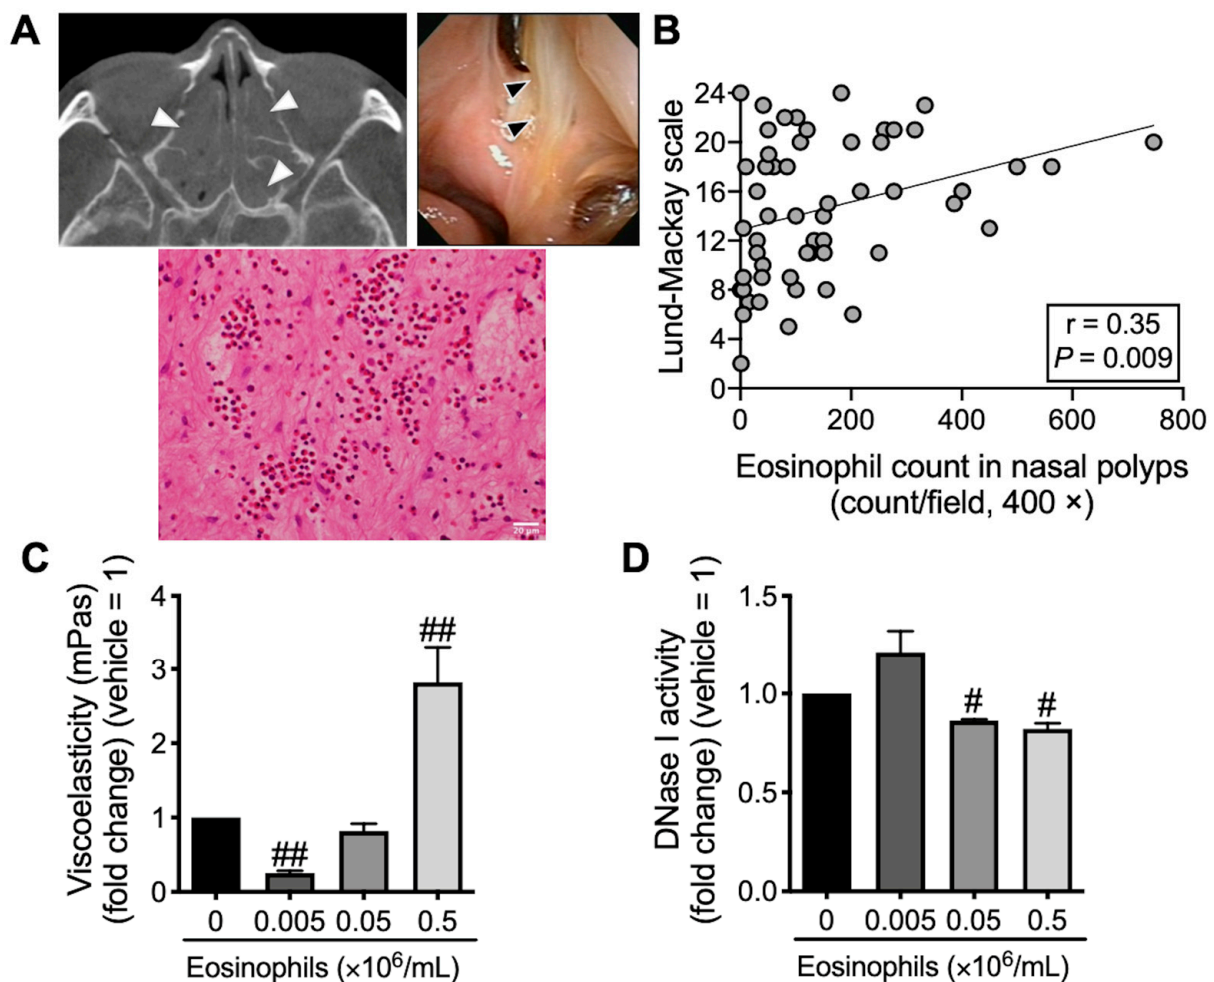 A
20 µm
B
Lund-Mackay scale
24
20
16
12
8
4
0
0 200 400 600 800
r = 0.35
P = 0.009
Eosinophil count in nasal polyps
(count/field, 400 ×)
C
Viscoelasticity (mPas)
(fold change) (vehicle = 1)
4
3
2
1
0
##
##
0 0.005 0.05 0.5
Eosinophils (×10⁶/mL)
D
DNase I activity
(fold change) (vehicle = 1)
1.5
1.0
0.5
0.0
# #
0 0.005 0.05 0.5
Eosinophils (×10⁶/mL)